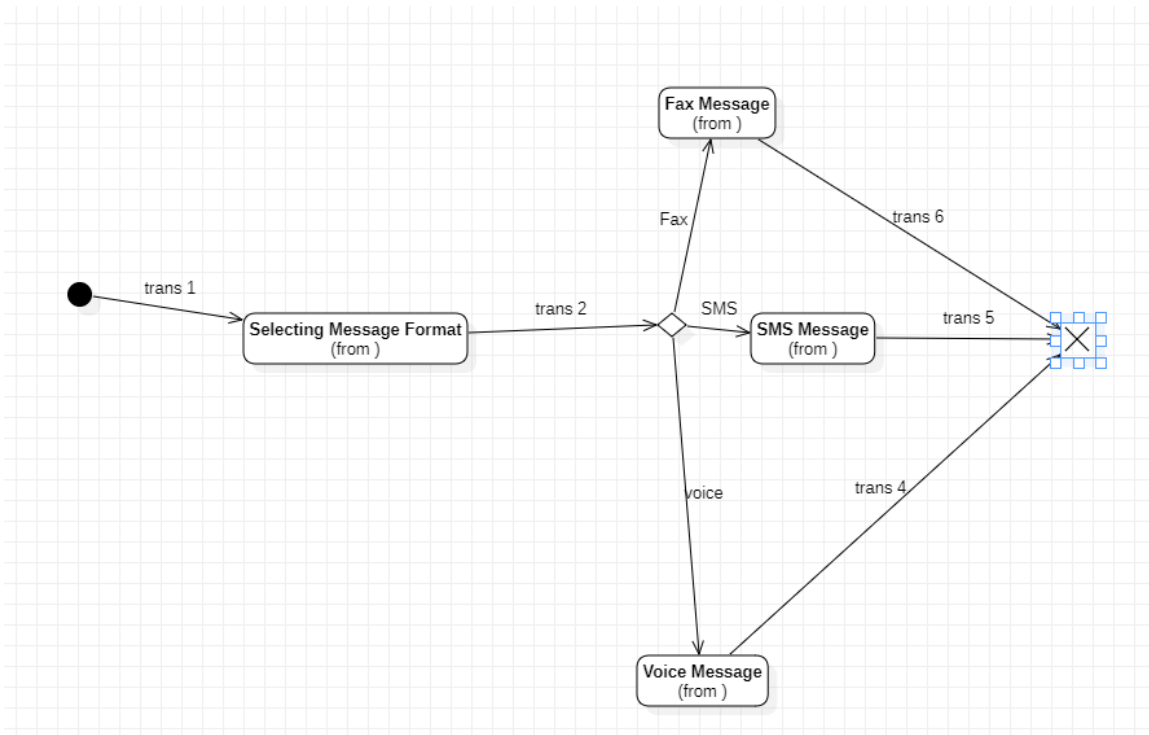 Fax Message
(from )
Fax
trans 6
trans 1
trans 2
SMS
trans 5
Selecting Message Format
(from )
SMS Message
(from )
voice
trans 4
Voice Message
(from )